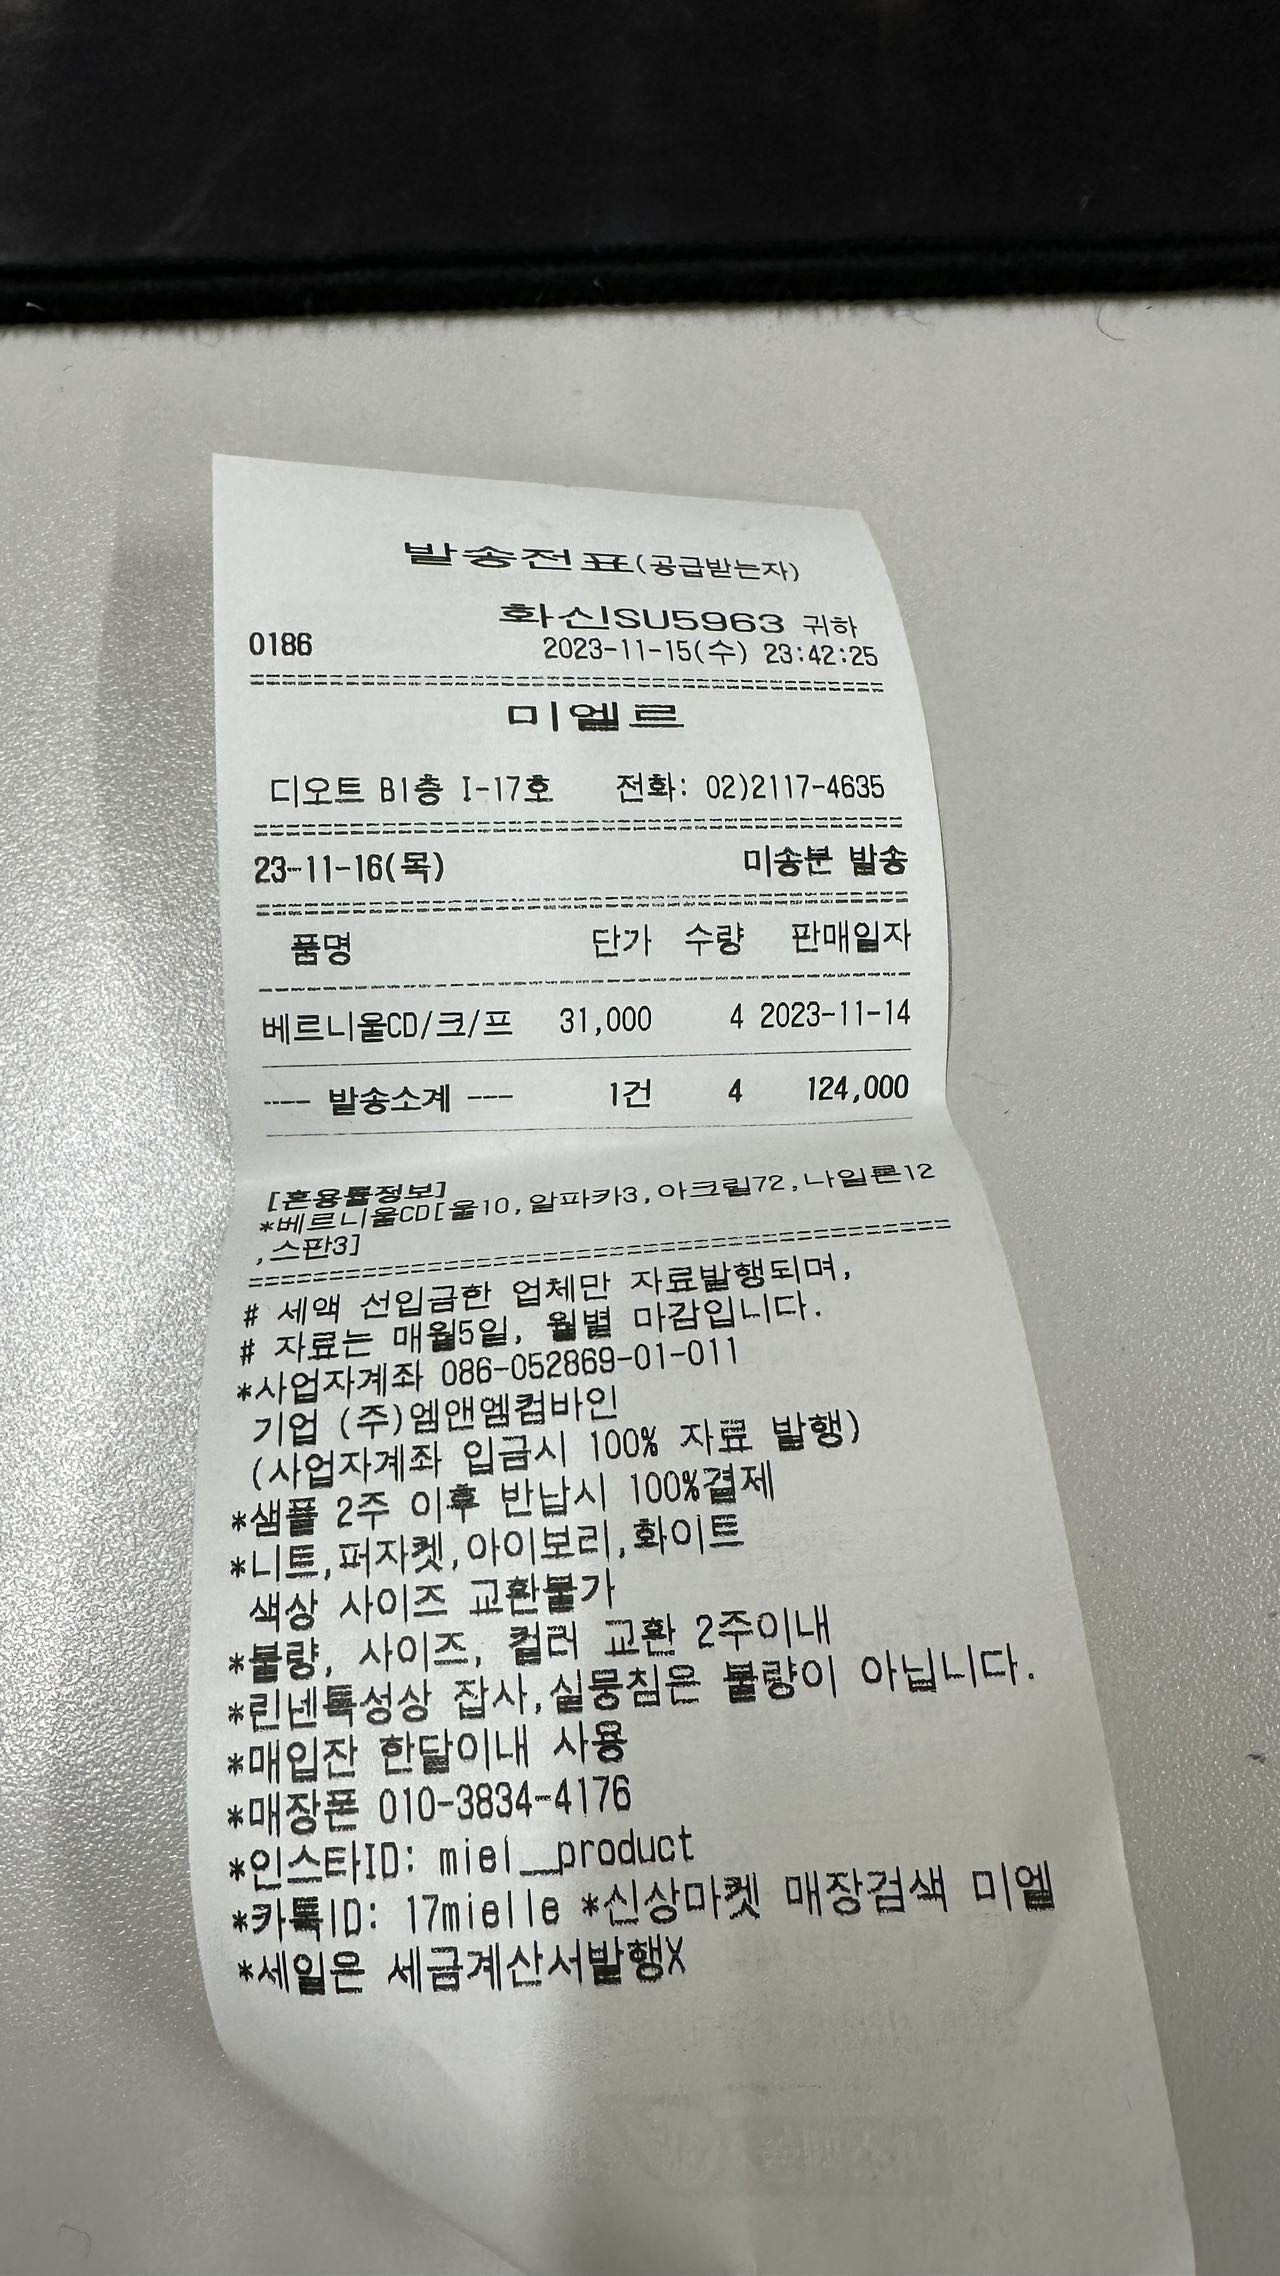 발송전표(공급받는자)
화신SU5963 귀하
0186 2023-11-15(수) 23:42:25
미엘르
디오트 B1층 I-17호 전화: 02)2117-4635
23-11-16(목) 미송분 발송
품명 단가 수량 판매일자
베르니울CD/크/프 31,000 4 2023-11-14
---- 발송소계 --- 1건 4 124,000
[혼용률정보]
*베르니울CD[울10,알파카3,아크릴72,나일론12
,스판3]
# 세액 선입금한 업체만 자료발행되며,
# 자료는 매월5일, 월별 마감입니다.
*사업자계좌 086-052869-01-011
기업 (주)엠앤엠컴바인
(사업자계좌 입금시 100% 자료 발행)
*샘플 2주 이후 반납시 100%결제
*니트,퍼자켓,아이보리,화이트
색상 사이즈 교환불가
*불량, 사이즈, 컬러 교환 2주이내
*린넨특성상 잡사,실뭉침은 불량이 아닙니다.
*매입잔 한달이내 사용
*매장폰 010-3834-4176
*인스타ID: miel__product
*카톡ID: 17mielle *신상마켓 매장검색 미엘
*세일은 세금계산서발행X